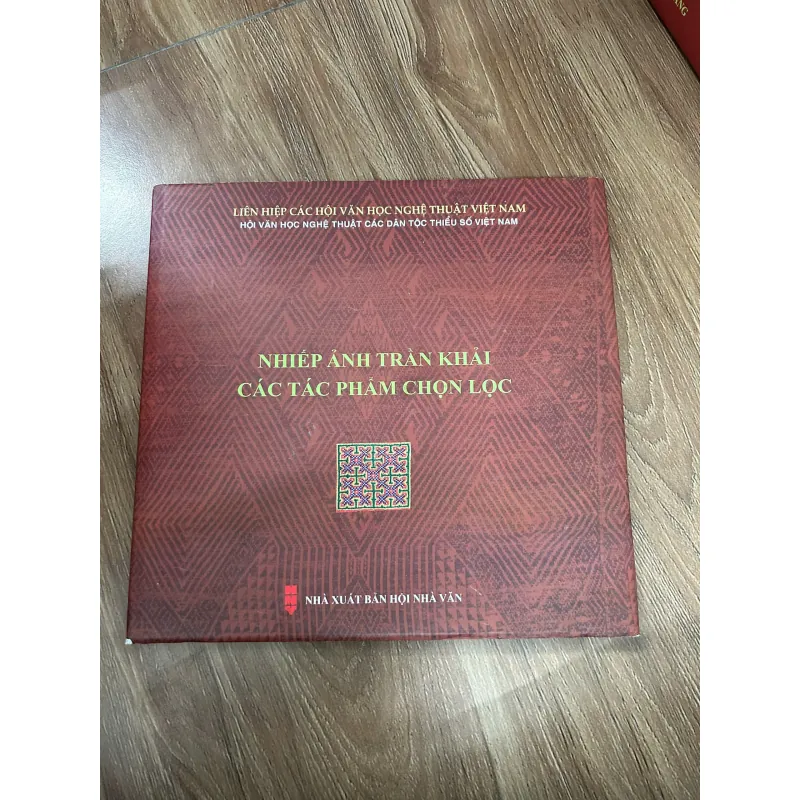 LIÊN HIỆP CÁC HỘI VĂN HỌC NGHỆ THUẬT VIỆT NAM
HỘI VĂN HỌC NGHỆ THUẬT CÁC DÂN TỘC THIỂU SỐ VIỆT NAM
NHIẾP ẢNH TRẦN KHẢI
CÁC TÁC PHẨM CHỌN LỌC
NHÀ XUẤT BẢN HỘI NHÀ VĂN